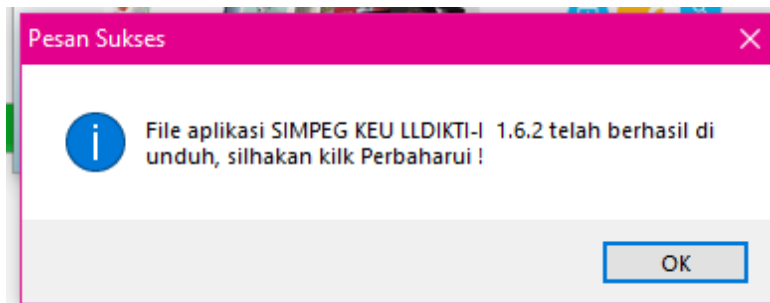 Pesan Sukses
File aplikasi SIMPEG KEU LLDIKTI-I 1.6.2 telah berhasil di
unduh, silhakan kilk Perbaharui !
OK